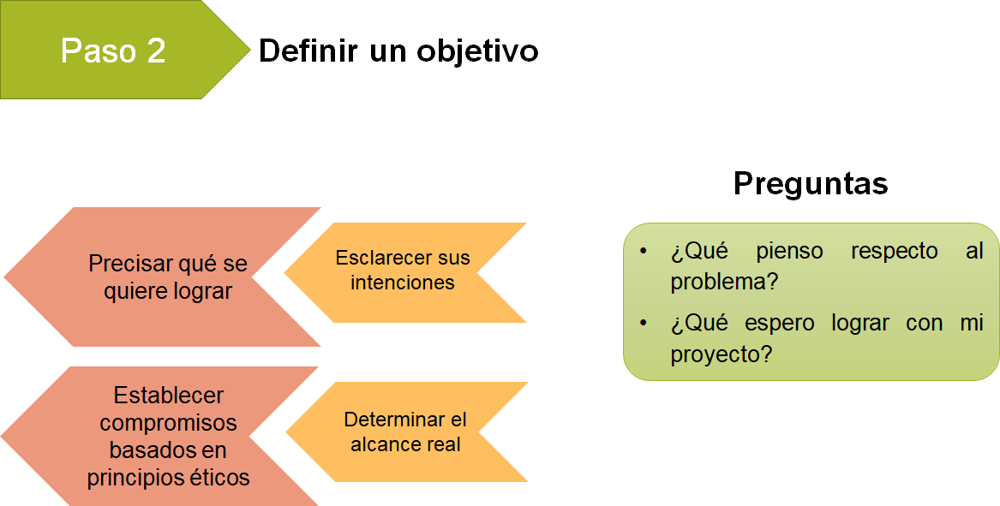 Paso 2
Definir un objetivo
Precisar qué se
quiere lograr
Esclarecer sus
intenciones
Establecer
compromisos
basados en
principios éticos
Determinar el
alcance real
Preguntas
• ¿Qué pienso respecto al
problema?
• ¿Qué espero lograr con mi
proyecto?